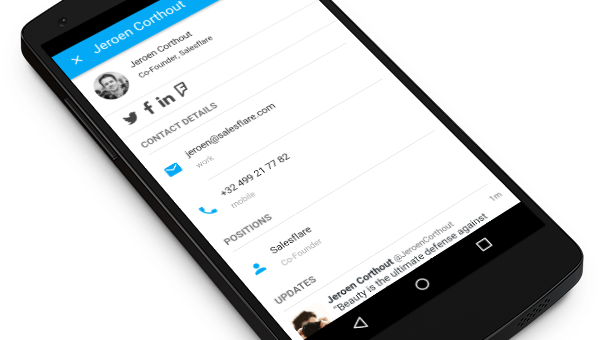 Jeroen Corthout
Jeroen Corthout
Co-Founder, Salesflare
CONTACT DETAILS
jeroen@salesflare.com
work
+32 499 21 77 82
mobile
POSITIONS
Salesflare
Co-Founder
UPDATES
Jeroen Corthout @JeroenCorthout 1m
"Beauty is the ultimate defense against